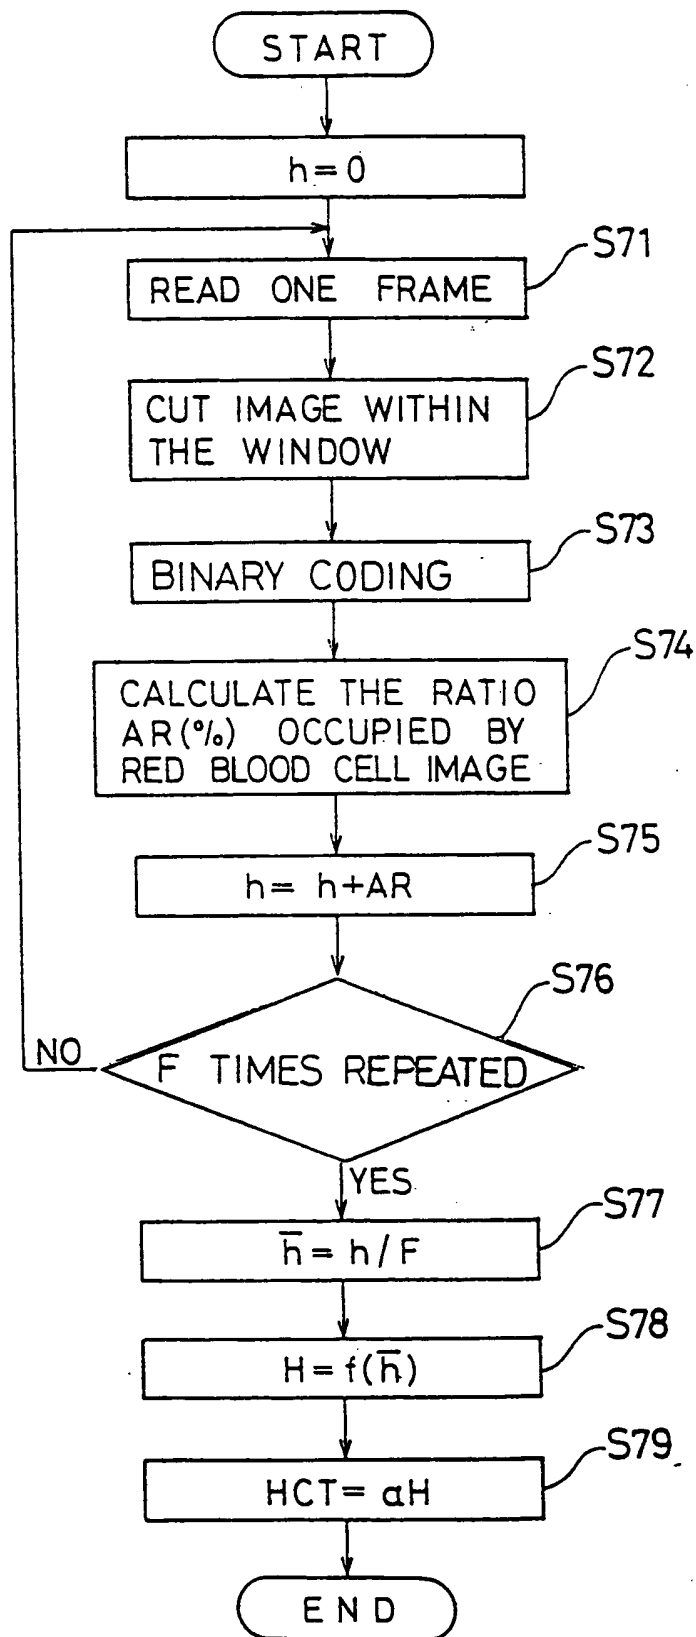 START
h=0
S71
READ ONE FRAME
S72
CUT IMAGE WITHIN
THE WINDOW
S73
BINARY CODING
S74
CALCULATE THE RATIO
AR(%) OCCUPIED BY
RED BLOOD CELL IMAGE
S75
h= h+AR
S76
NO
F TIMES REPEATED
YES
S77
h̅=h/F
S78
H=f(h̅)
S79
HCT= αH
END